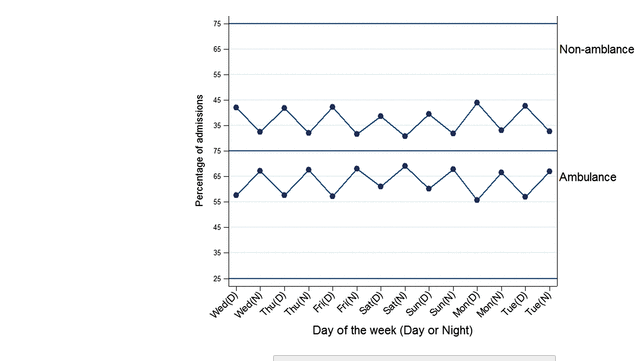 75
65
55
45
35
75
65
55
45
35
25
Non-amblance
Ambulance
Percentage of admissions
Wed(D) Wed(N) Thu(D) Thu(N) Fri(D) Fri(N) Sat(D) Sat(N) Sun(D) Sun(N) Mon(D) Mon(N) Tue(D) Tue(N)
Day of the week (Day or Night)